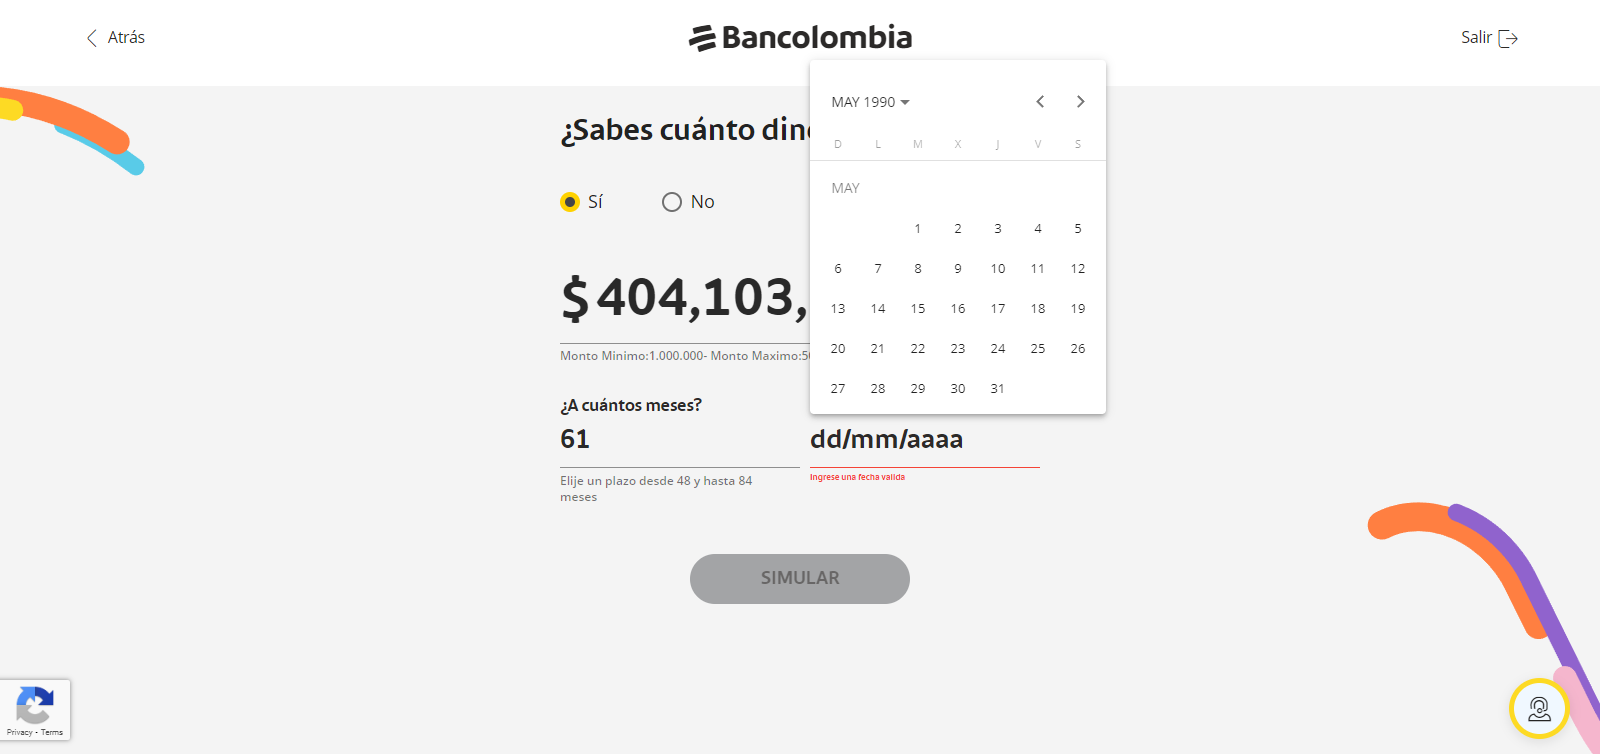 Atrás
Bancolombia
Salir
¿Sabes cuánto
Sí
No
$ 404,103,
Monto Minimo:1.000.000- Monto Maximo:
¿A cuántos meses?
61
Elije un plazo desde 48 y hasta 84
meses
MAY 1990
D L M X J V S
MAY
1 2 3 4 5
6 7 8 9 10 11 12
13 14 15 16 17 18 19
20 21 22 23 24 25 26
27 28 29 30 31
dd/mm/aaaa
Ingrese una fecha valida
SIMULAR
Privacy - Terms